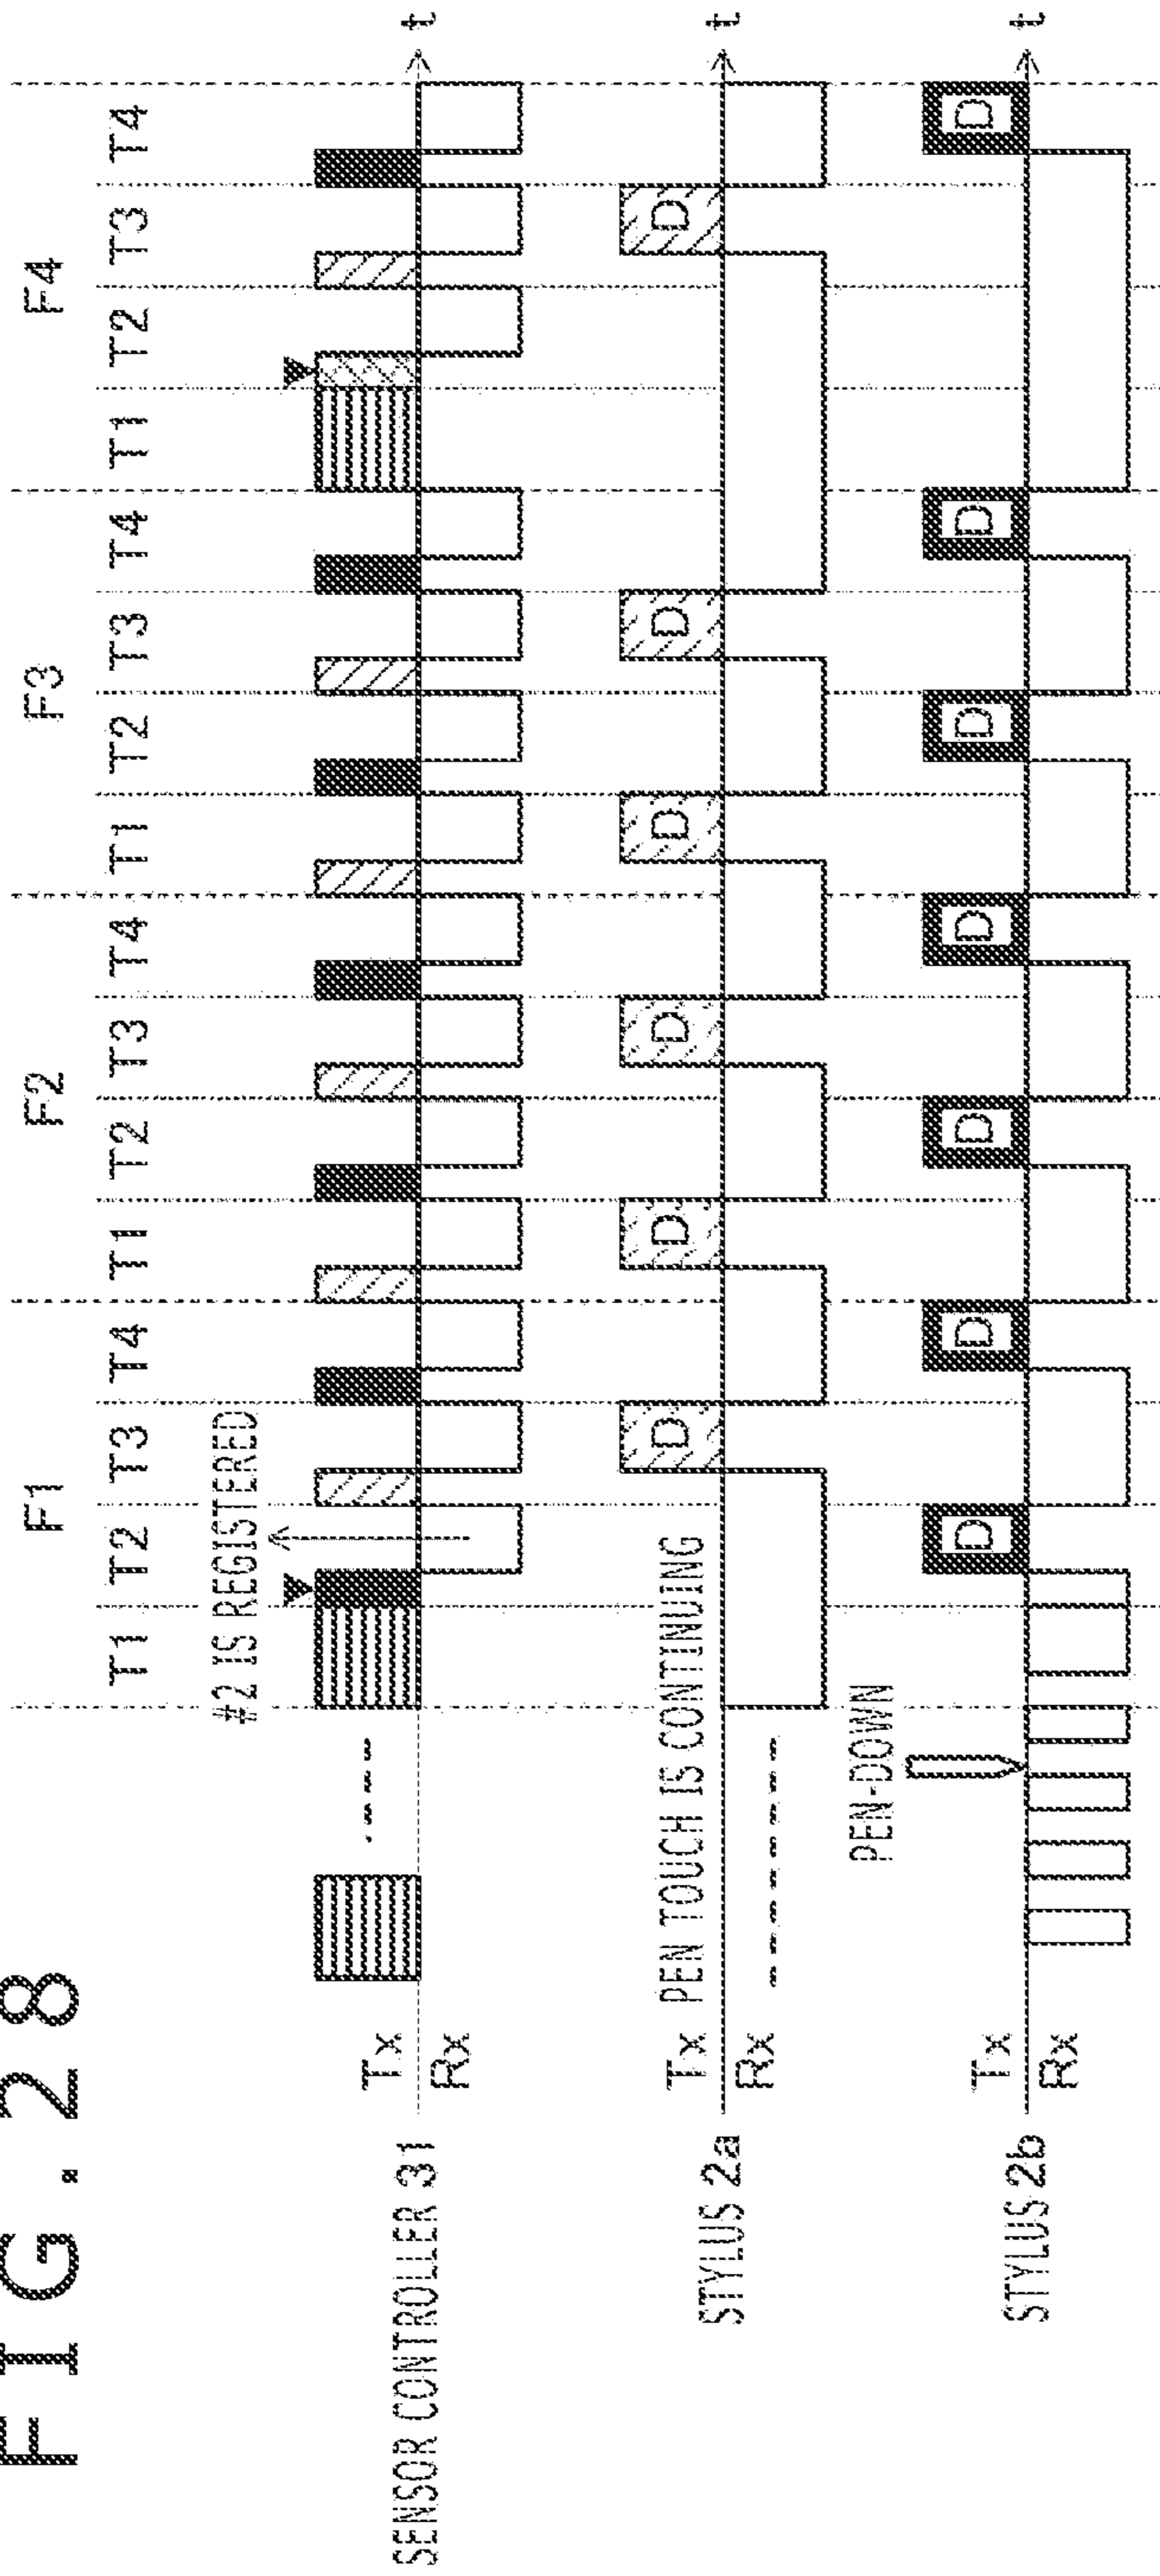 FIG.28
F1 F2 F3 F4
T1 T2 T3 T4 T1 T2 T3 T4 T1 T2 T3 T4 T1 T2 T3 T4
#2 IS REGISTERED
SENSOR CONTROLLER 31
Tx
Rx
t
PEN TOUCH IS CONTINUING
D D D D D D
STYLUS 2a
Tx
Rx
t
PEN-DOWN
D D D D D D D
STYLUS 2b
Tx
Rx
t